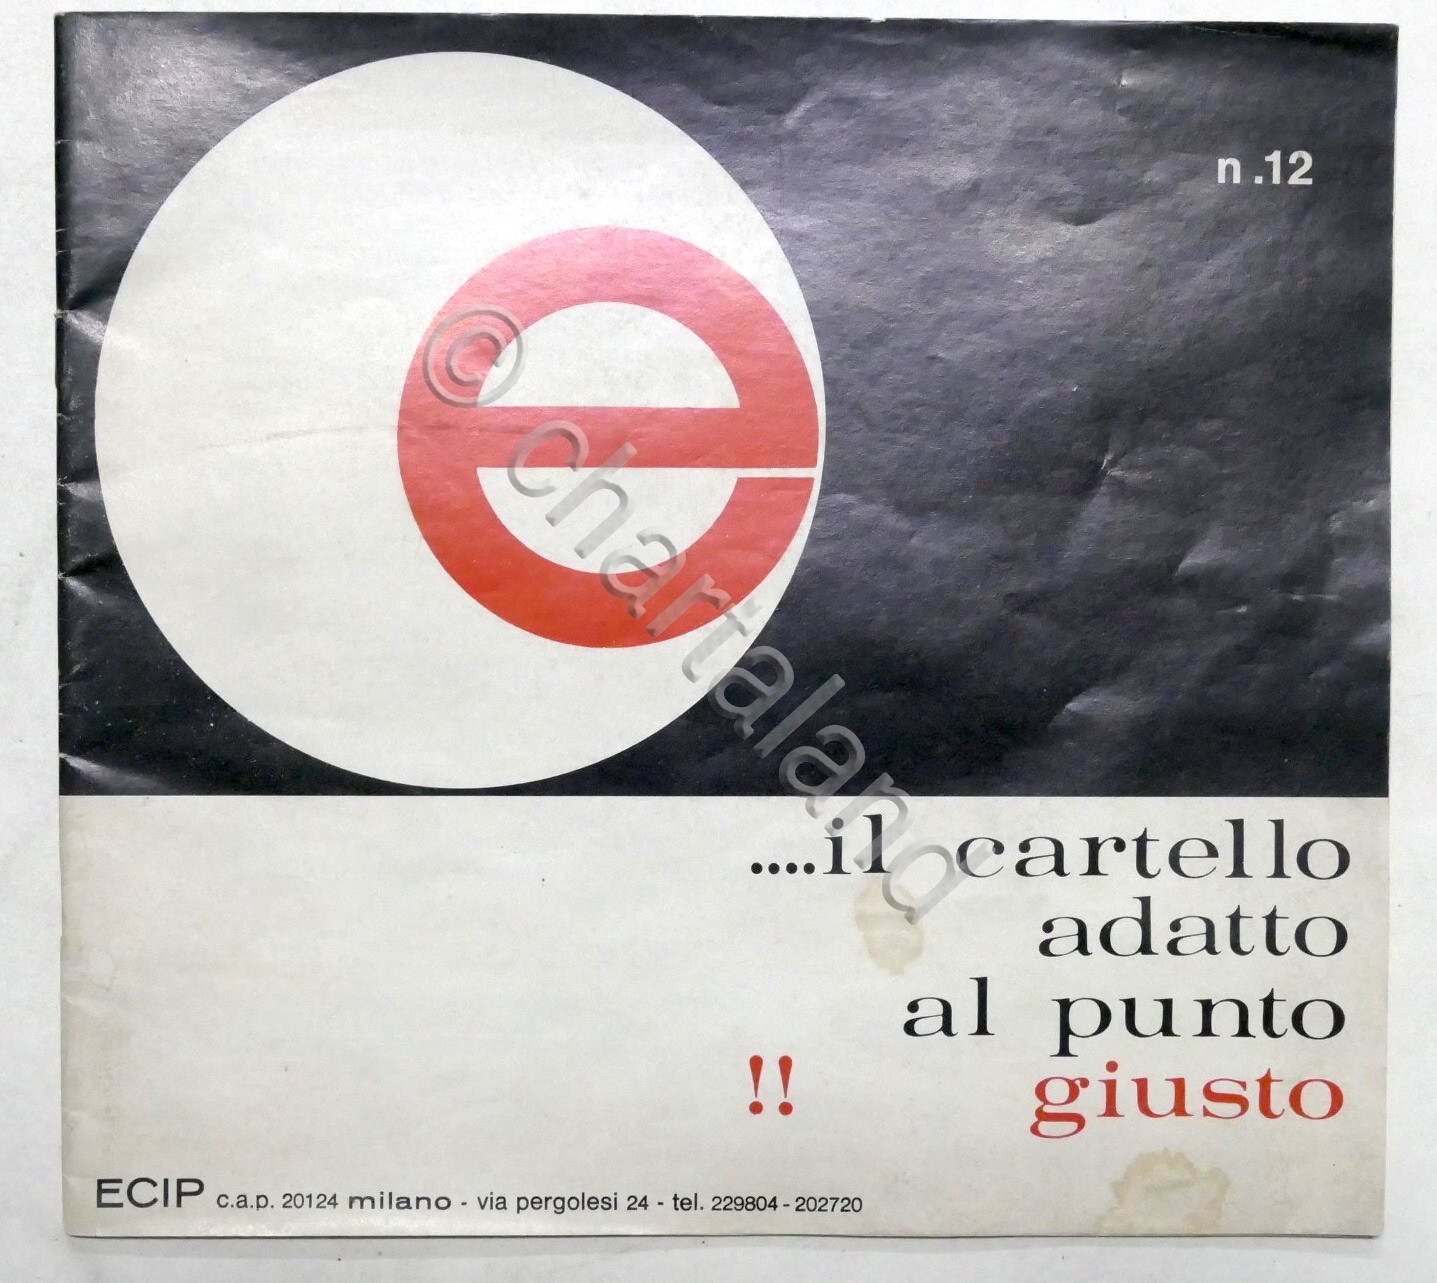 n .12
e
© chartaland
....il cartello
adatto
al punto
!! giusto
ECIP c.a.p. 20124 milano - via pergolesi 24 - tel. 229804 - 202720